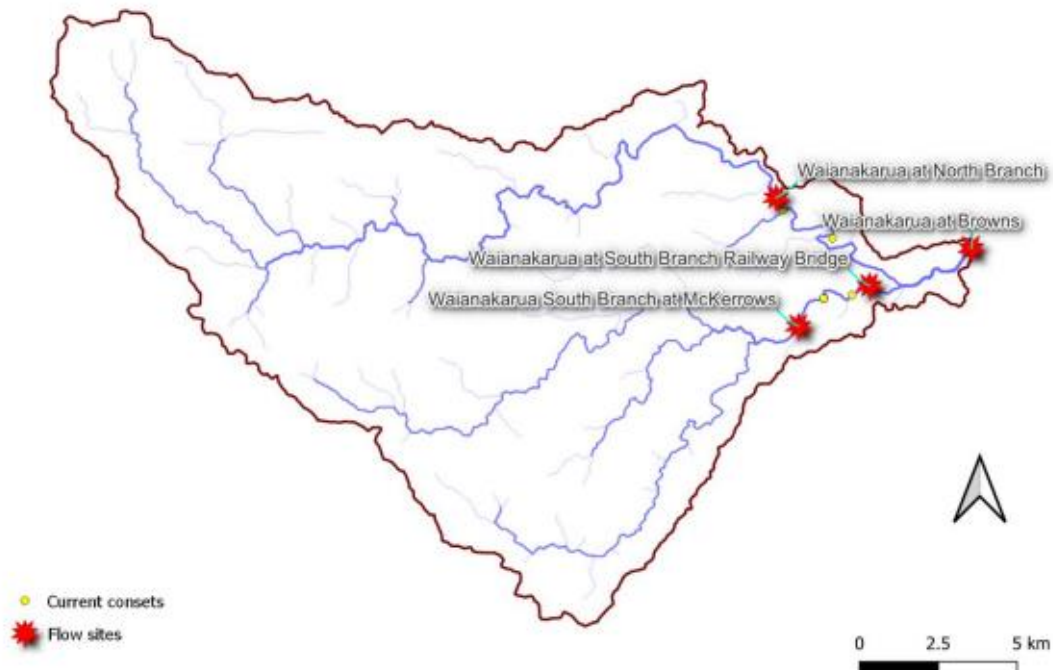 Waianakarua at North Branch
Waianakarua at Browns
Waianakarua at South Branch Railway Bridge
Waianakarua South Branch at McKerrows
Current consets
Flow sites
0 2.5 5 km